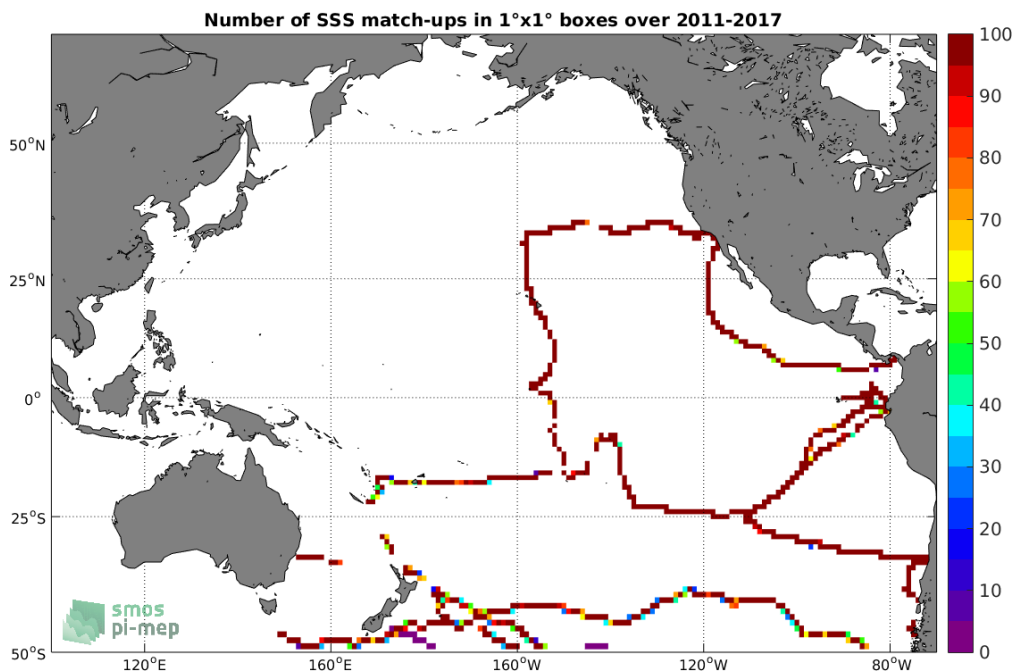 Number of SSS match-ups in 1°x1° boxes over 2011-2017
50°N
25°N
0°
25°S
50°S
120°E
160°E
160°W
120°W
80°W
100
90
80
70
60
50
40
30
20
10
0
smos
pi-mep